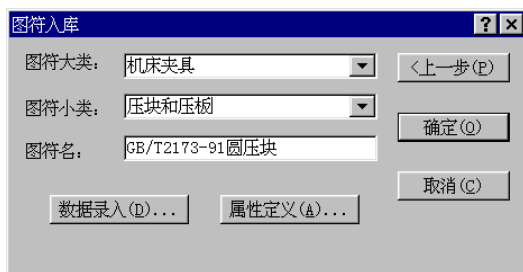 图符入库
图符大类: 机床夹具 <上一步(P)
图符小类: 压块和压板
确定(O)
图符名: GB/T2173-91圆压块
取消(C)
数据录入(D)... 属性定义(A)...